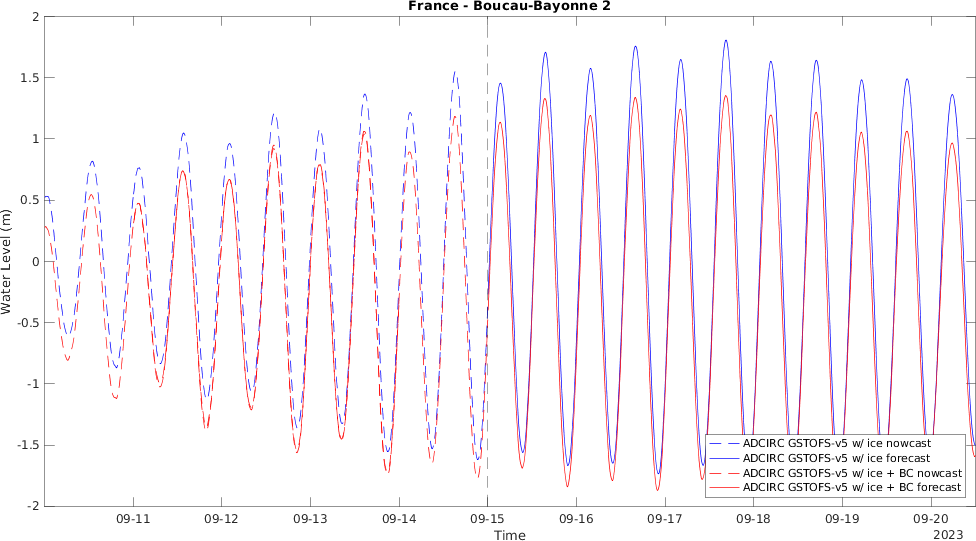 France - Boucau-Bayonne 2
2
1.5
1
0.5
0
-0.5
-1
-1.5
-2
Water Level (m)
ADCIRC GSTOFS-v5 w/ ice nowcast
ADCIRC GSTOFS-v5 w/ ice forecast
ADCIRC GSTOFS-v5 w/ ice + BC nowcast
ADCIRC GSTOFS-v5 w/ ice + BC forecast
09-11 09-12 09-13 09-14 09-15 09-16 09-17 09-18 09-19 09-20
Time
2023